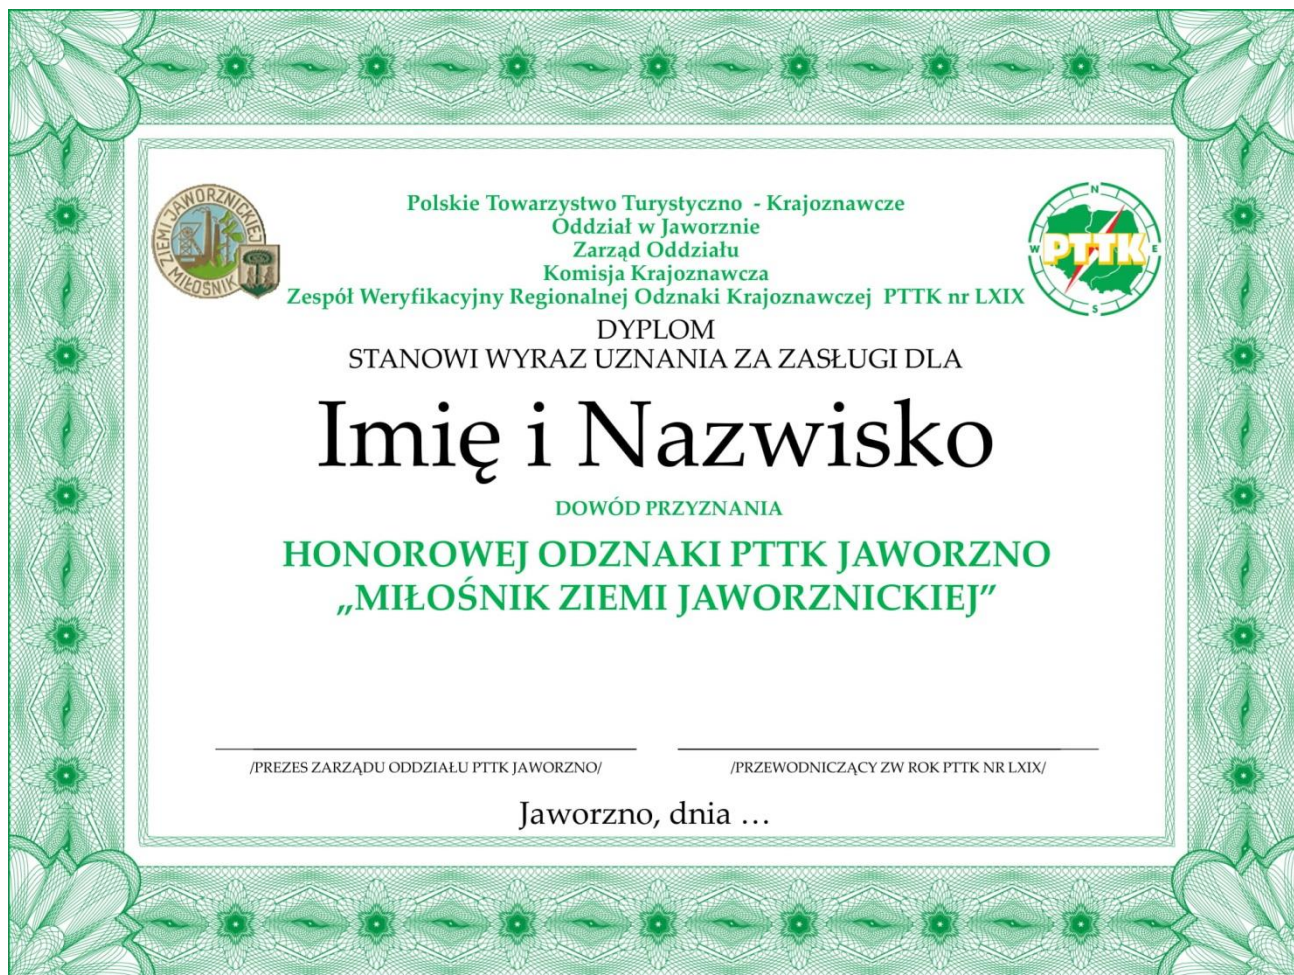 ZIEMI JAWORZNICKIEJ
MIŁOŚNIK
Polskie Towarzystwo Turystyczno - Krajoznawcze
Oddział w Jaworznie
Zarząd Oddziału
Komisja Krajoznawcza
Zespół Weryfikacyjny Regionalnej Odznaki Krajoznawczej PTTK nr LXIX
N
W PTTK E
S
DYPLOM
STANOWI WYRAZ UZNANIA ZA ZASŁUGI DLA
Imię i Nazwisko
DOWÓD PRZYZNANIA
HONOROWEJ ODZNAKI PTTK JAWORZNO
„MIŁOŚNIK ZIEMI JAWORZNICKIEJ”
/PREZES ZARZĄDU ODDZIAŁU PTTK JAWORZNO/
/PRZEWODNICZĄCY ZW ROK PTTK NR LXIX/
Jaworzno, dnia …